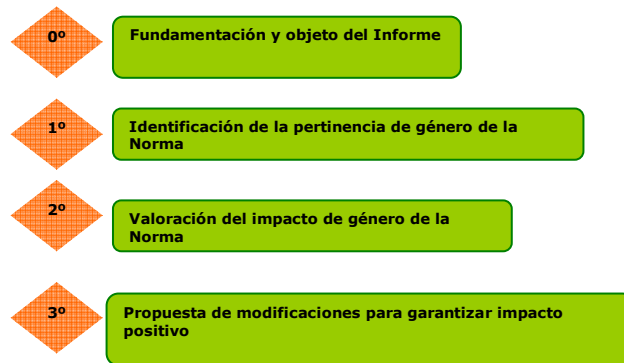 0º
Fundamentación y objeto del Informe
1º
Identificación de la pertinencia de género de la
Norma
2º
Valoración del impacto de género de la
Norma
3º
Propuesta de modificaciones para garantizar impacto
positivo